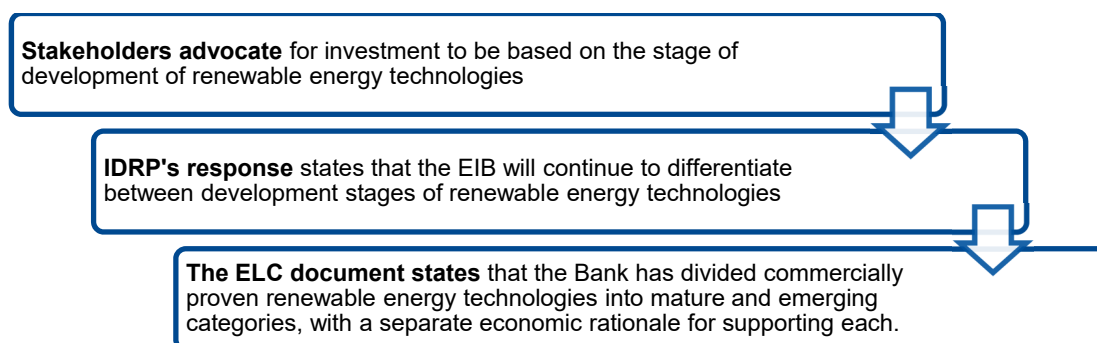 Stakeholders advocate for investment to be based on the stage of
development of renewable energy technologies
IDRP's response states that the EIB will continue to differentiate
between development stages of renewable energy technologies
The ELC document states that the Bank has divided commercially
proven renewable energy technologies into mature and emerging
categories, with a separate economic rationale for supporting each.